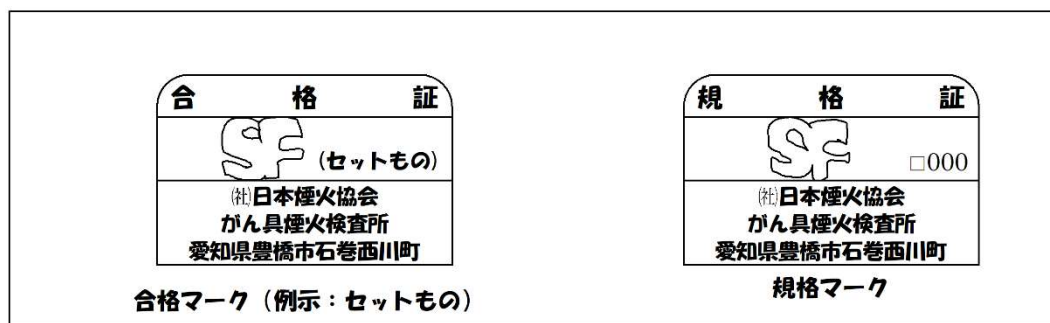 合格証
SF (セットもの)
㈳日本煙火協会
がん具煙火検査所
愛知県豊橋市石巻西川町
合格マーク（例示：セットもの）
規格証
SF □000
㈳日本煙火協会
がん具煙火検査所
愛知県豊橋市石巻西川町
規格マーク